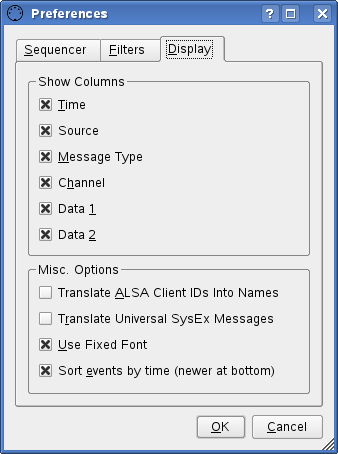 Preferences
Sequencer Filters Display
Show Columns
Time
Source
Message Type
Channel
Data 1
Data 2
Misc. Options
Translate ALSA Client IDs Into Names
Translate Universal SysEx Messages
Use Fixed Font
Sort events by time (newer at bottom)
OK Cancel